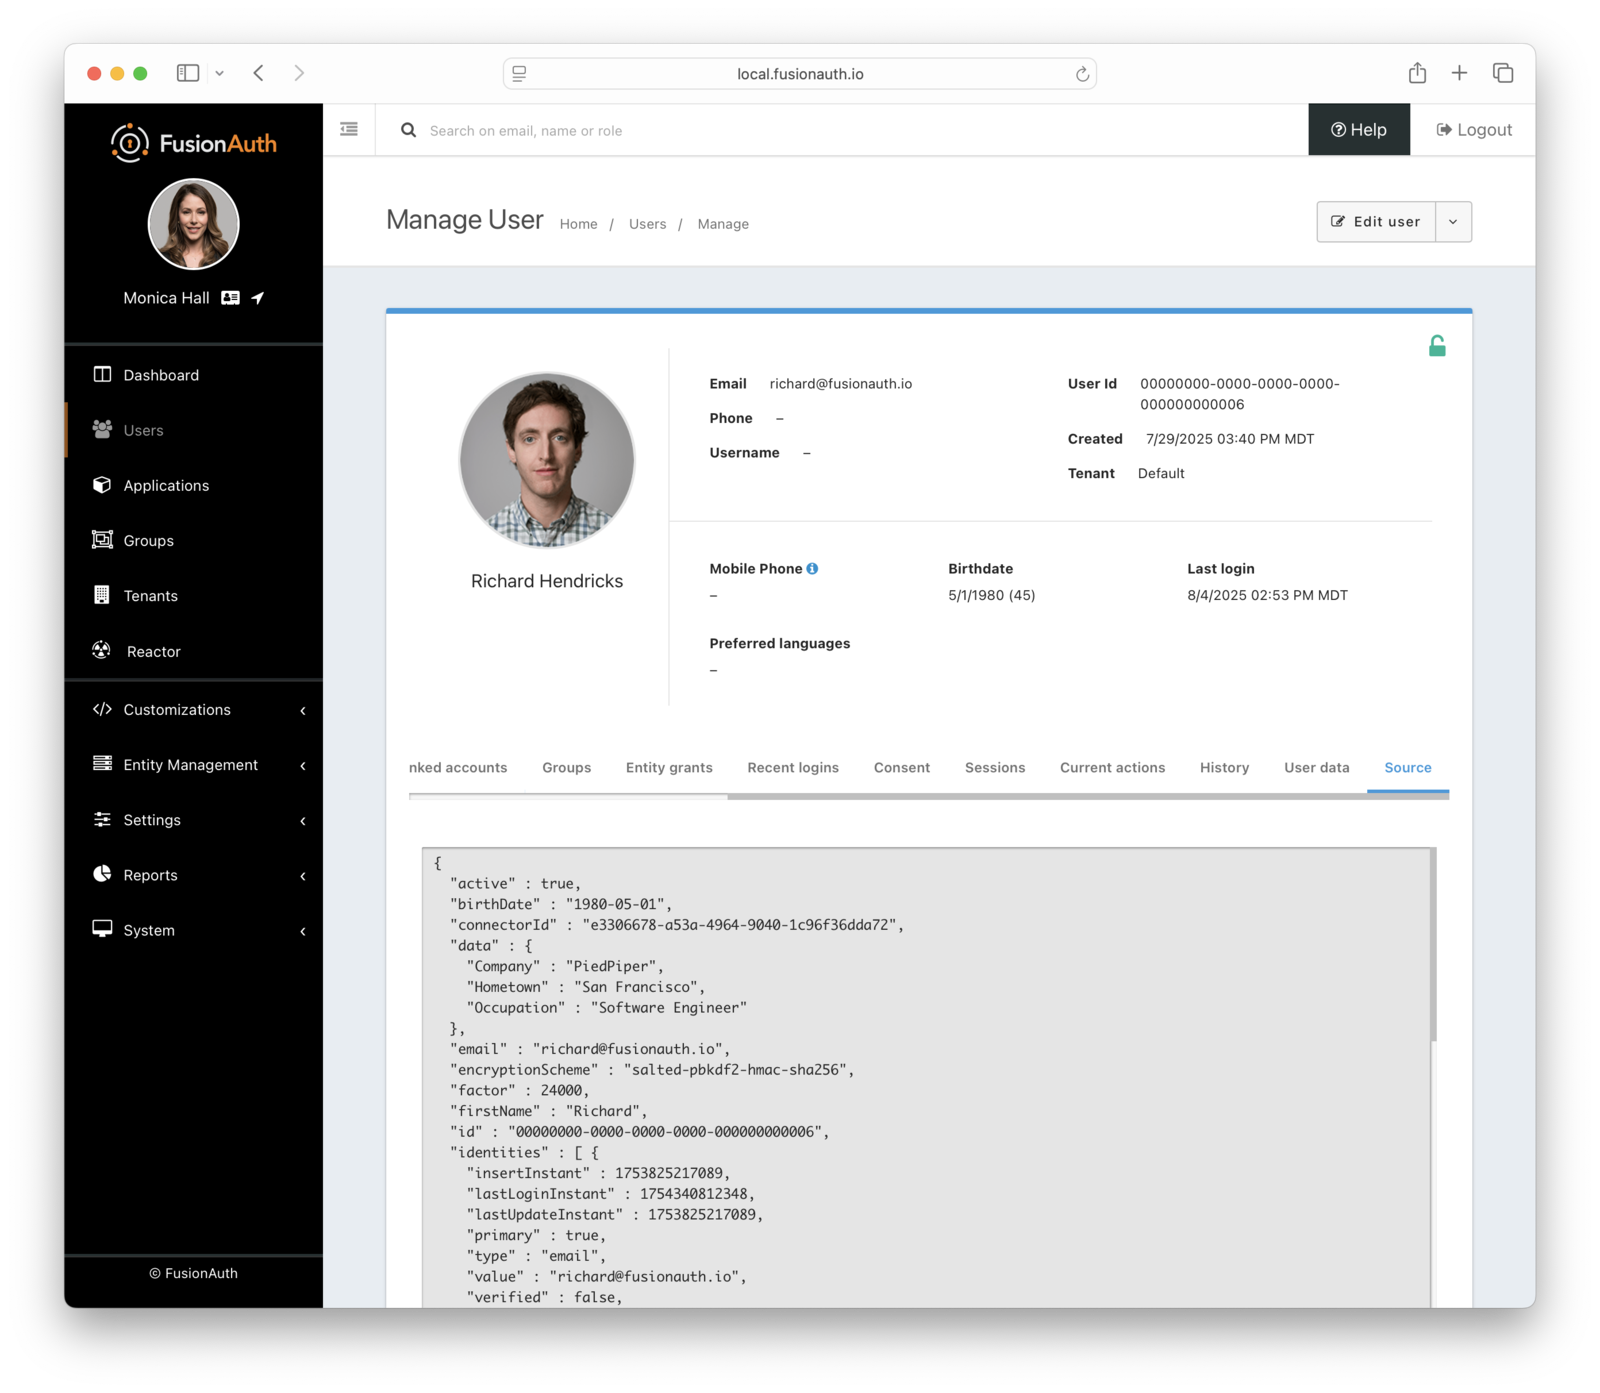 local.fusionauth.io
FusionAuth
Search on email, name or role
Help
Logout
Monica Hall
Manage User
Home / Users / Manage
Edit user
Dashboard
Users
Applications
Groups
Tenants
Reactor
Customizations
Entity Management
Settings
Reports
System
© FusionAuth
Richard Hendricks
Email richard@fusionauth.io
Phone –
Username –
User Id 00000000-0000-0000-0000-
000000000006
Created 7/29/2025 03:40 PM MDT
Tenant Default
Mobile Phone
–
Birthdate
5/1/1980 (45)
Last login
8/4/2025 02:53 PM MDT
Preferred languages
–
nked accounts Groups Entity grants Recent logins Consent Sessions Current actions History User data Source
{
"active" : true,
"birthDate" : "1980-05-01",
"connectorId" : "e3306678-a53a-4964-9040-1c96f36dda72",
"data" : {
"Company" : "PiedPiper",
"Hometown" : "San Francisco",
"Occupation" : "Software Engineer"
},
"email" : "richard@fusionauth.io",
"encryptionScheme" : "salted-pbkdf2-hmac-sha256",
"factor" : 24000,
"firstName" : "Richard",
"id" : "00000000-0000-0000-0000-000000000006",
"identities" : [ {
"insertInstant" : 1753825217089,
"lastLoginInstant" : 1754340812348,
"lastUpdateInstant" : 1753825217089,
"primary" : true,
"type" : "email",
"value" : "richard@fusionauth.io",
"verified" : false,